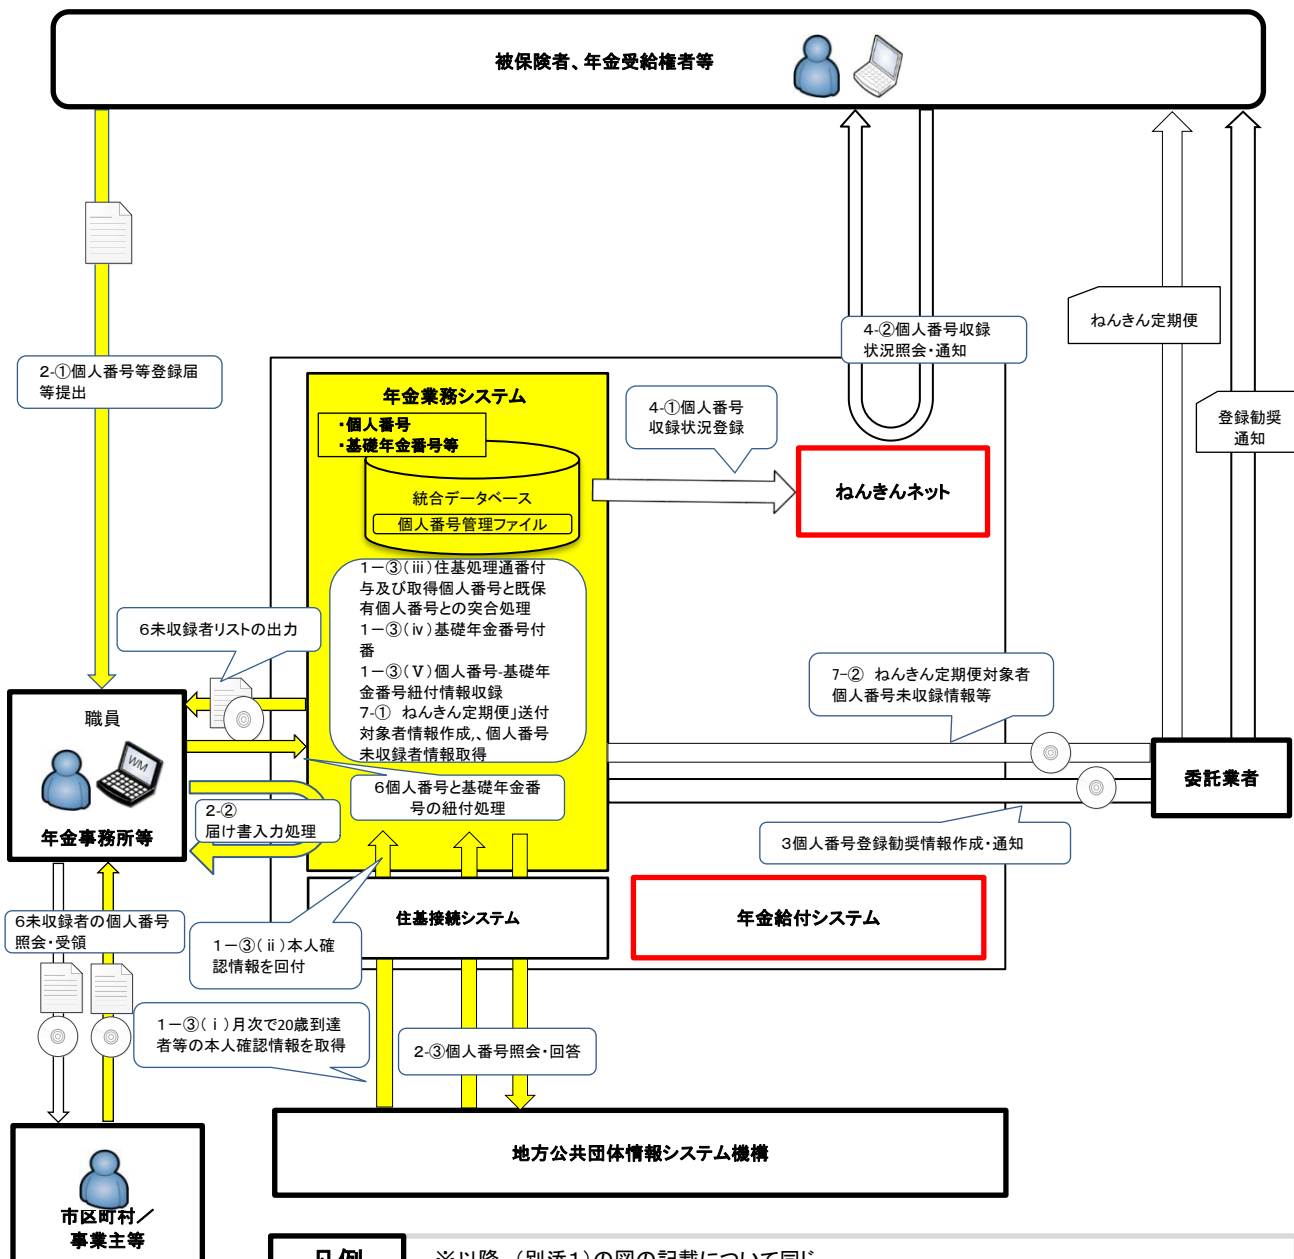 被保険者、年金受給権者等
ねんきん定期便
登録勧奨
通知
4-②個人番号収録
状況照会・通知
2-①個人番号等登録届
等提出
年金業務システム
・個人番号
・基礎年金番号等
統合データベース
個人番号管理ファイル
4-①個人番号
収録状況登録
ねんきんネット
1-③(ⅲ)住基処理通番付
与及び取得個人番号と既保
有個人番号との突合処理
1-③(ⅳ)基礎年金番号付
番
1-③(Ⅴ)個人番号-基礎年
金番号紐付情報収録
7-① ねんきん定期便」送付
対象者情報作成,、個人番号
未収録者情報取得
6未収録者リストの出力
7-② ねんきん定期便対象者
個人番号未収録情報等
職員
WM
年金事務所等
6個人番号と基礎年金番
号の紐付処理
2-②
届け書入力処理
委託業者
3個人番号登録勧奨情報作成・通知
住基接続システム
年金給付システム
6未収録者の個人番号
照会・受領
1-③(ⅱ)本人確
認情報を回付
1-③(ⅰ)月次で20歳到達
者等の本人確認情報を取得
2-③個人番号照会・回答
地方公共団体情報システム機構
市区町村／
事業主等
凡例
※以降、(別添1)の図の記載について同じ